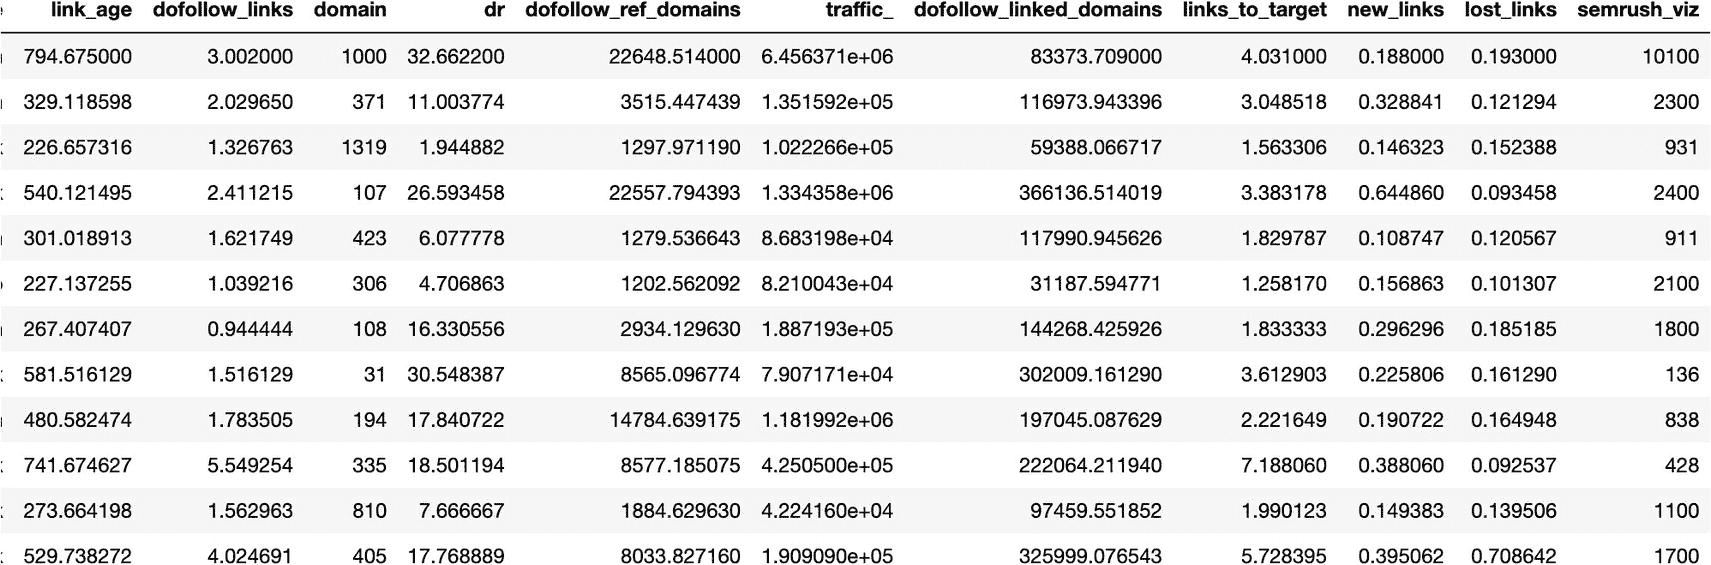 link_age dofollow_links domain dr dofollow_ref_domains traffic_ dofollow_linked_domains links_to_target new_links lost_links semrush_viz
794.675000 3.002000 1000 32.662200 22648.514000 6.456371e+06 83373.709000 4.031000 0.188000 0.193000 10100
329.118598 2.029650 371 11.003774 3515.447439 1.351592e+05 116973.943396 3.048518 0.328841 0.121294 2300
226.657316 1.326763 1319 1.944882 1297.971190 1.022266e+05 59388.066717 1.563306 0.146323 0.152388 931
540.121495 2.411215 107 26.593458 22557.794393 1.334358e+06 366136.514019 3.383178 0.644860 0.093458 2400
301.018913 1.621749 423 6.077778 1279.536643 8.683198e+04 117990.945626 1.829787 0.108747 0.120567 911
227.137255 1.039216 306 4.706863 1202.562092 8.210043e+04 31187.594771 1.258170 0.156863 0.101307 2100
267.407407 0.944444 108 16.330556 2934.129630 1.887193e+05 144268.425926 1.833333 0.296296 0.185185 1800
581.516129 1.516129 31 30.548387 8565.096774 7.907171e+04 302009.161290 3.612903 0.225806 0.161290 136
480.582474 1.783505 194 17.840722 14784.639175 1.181992e+06 197045.087629 2.221649 0.190722 0.164948 838
741.674627 5.549254 335 18.501194 8577.185075 4.250500e+05 222064.211940 7.188060 0.388060 0.092537 428
273.664198 1.562963 810 7.666667 1884.629630 4.224160e+04 97459.551852 1.990123 0.149383 0.139506 1100
529.738272 4.024691 405 17.768889 8033.827160 1.909090e+05 325999.076543 5.728395 0.395062 0.708642 1700